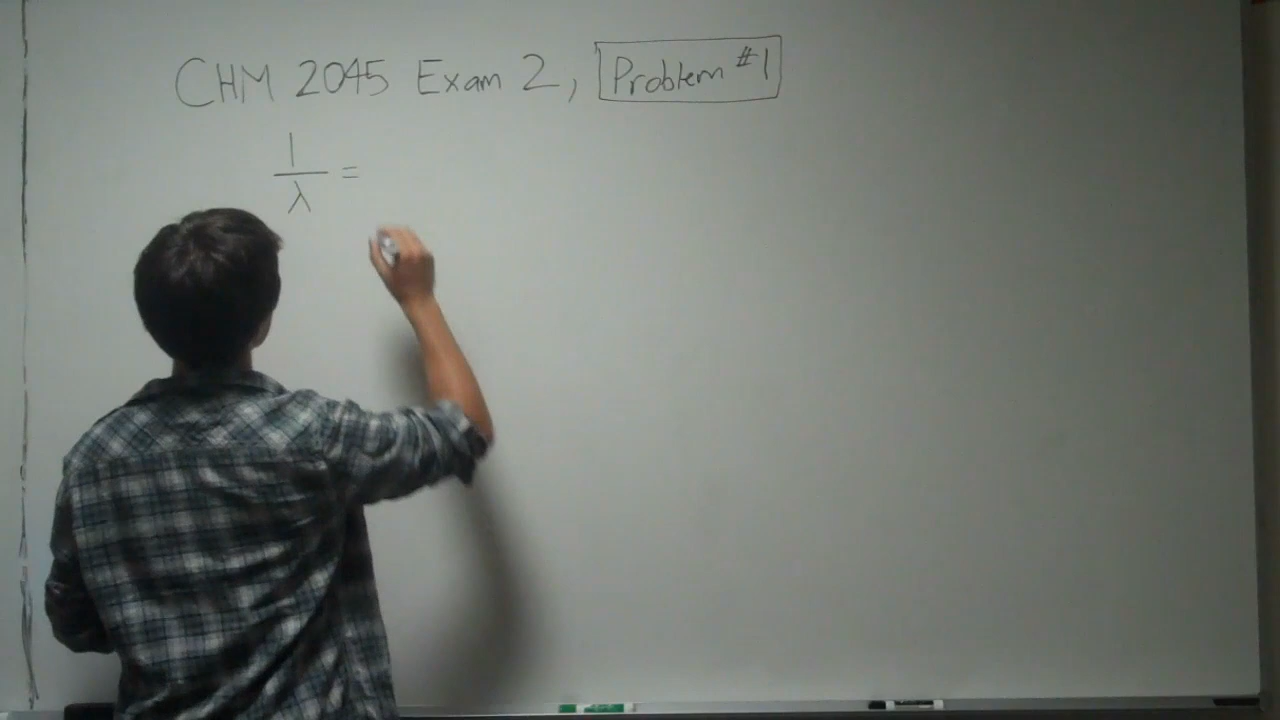 CHM 2045 Exam 2, Problem #1
1
λ =